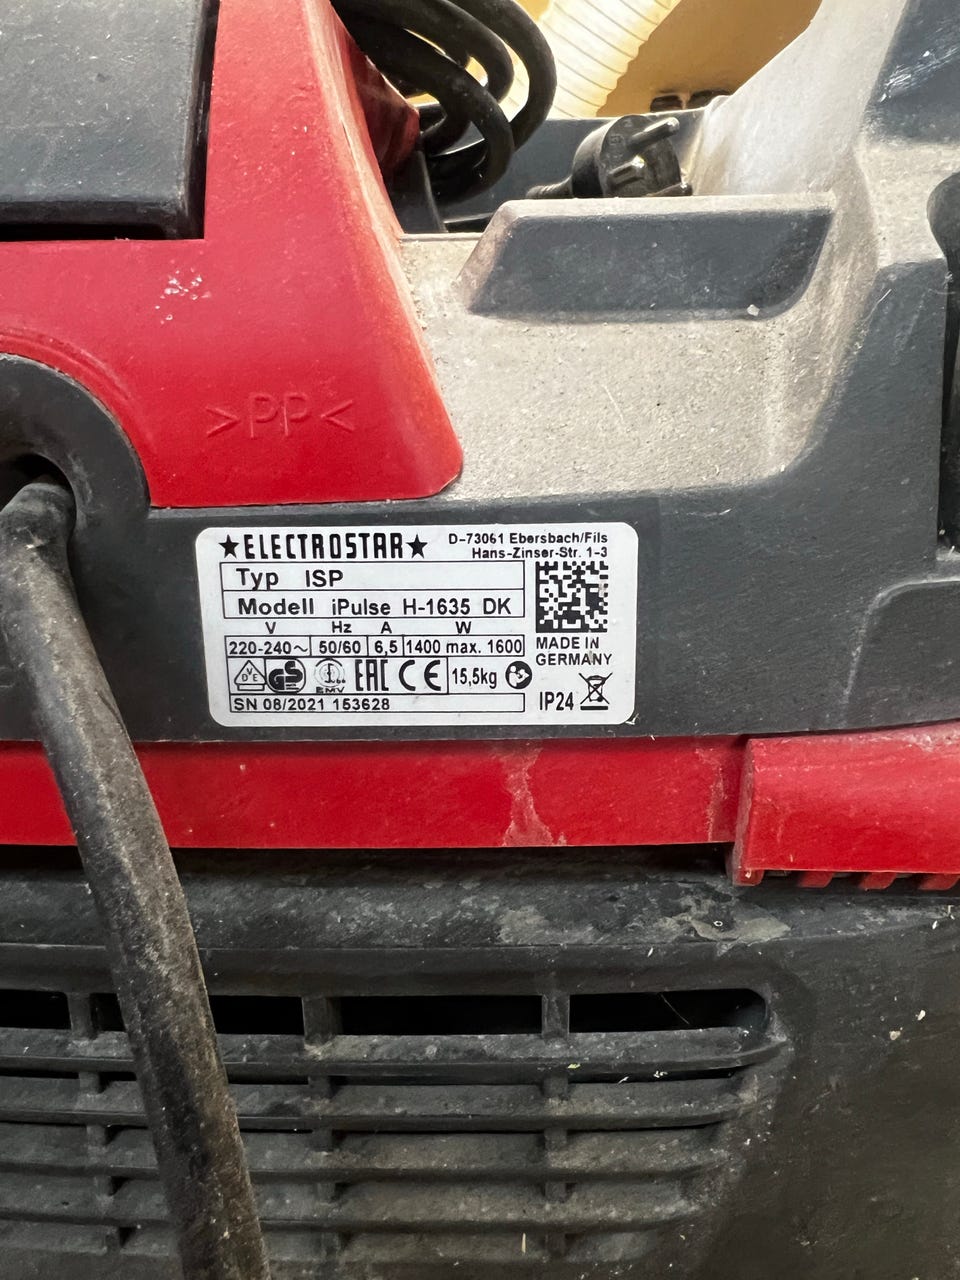 >PP<
★ELECTROSTAR★
D-73061 Ebersbach/Fils
Hans-Zinser-Str. 1-3
Typ ISP
Modell iPulse H-1635 DK
V Hz A W
220-240~ 50/60 6,5 1400 max. 1600
MADE IN
GERMANY
VDE GS EMV EAC CE 15,5kg
IP24
SN 08/2021 153628